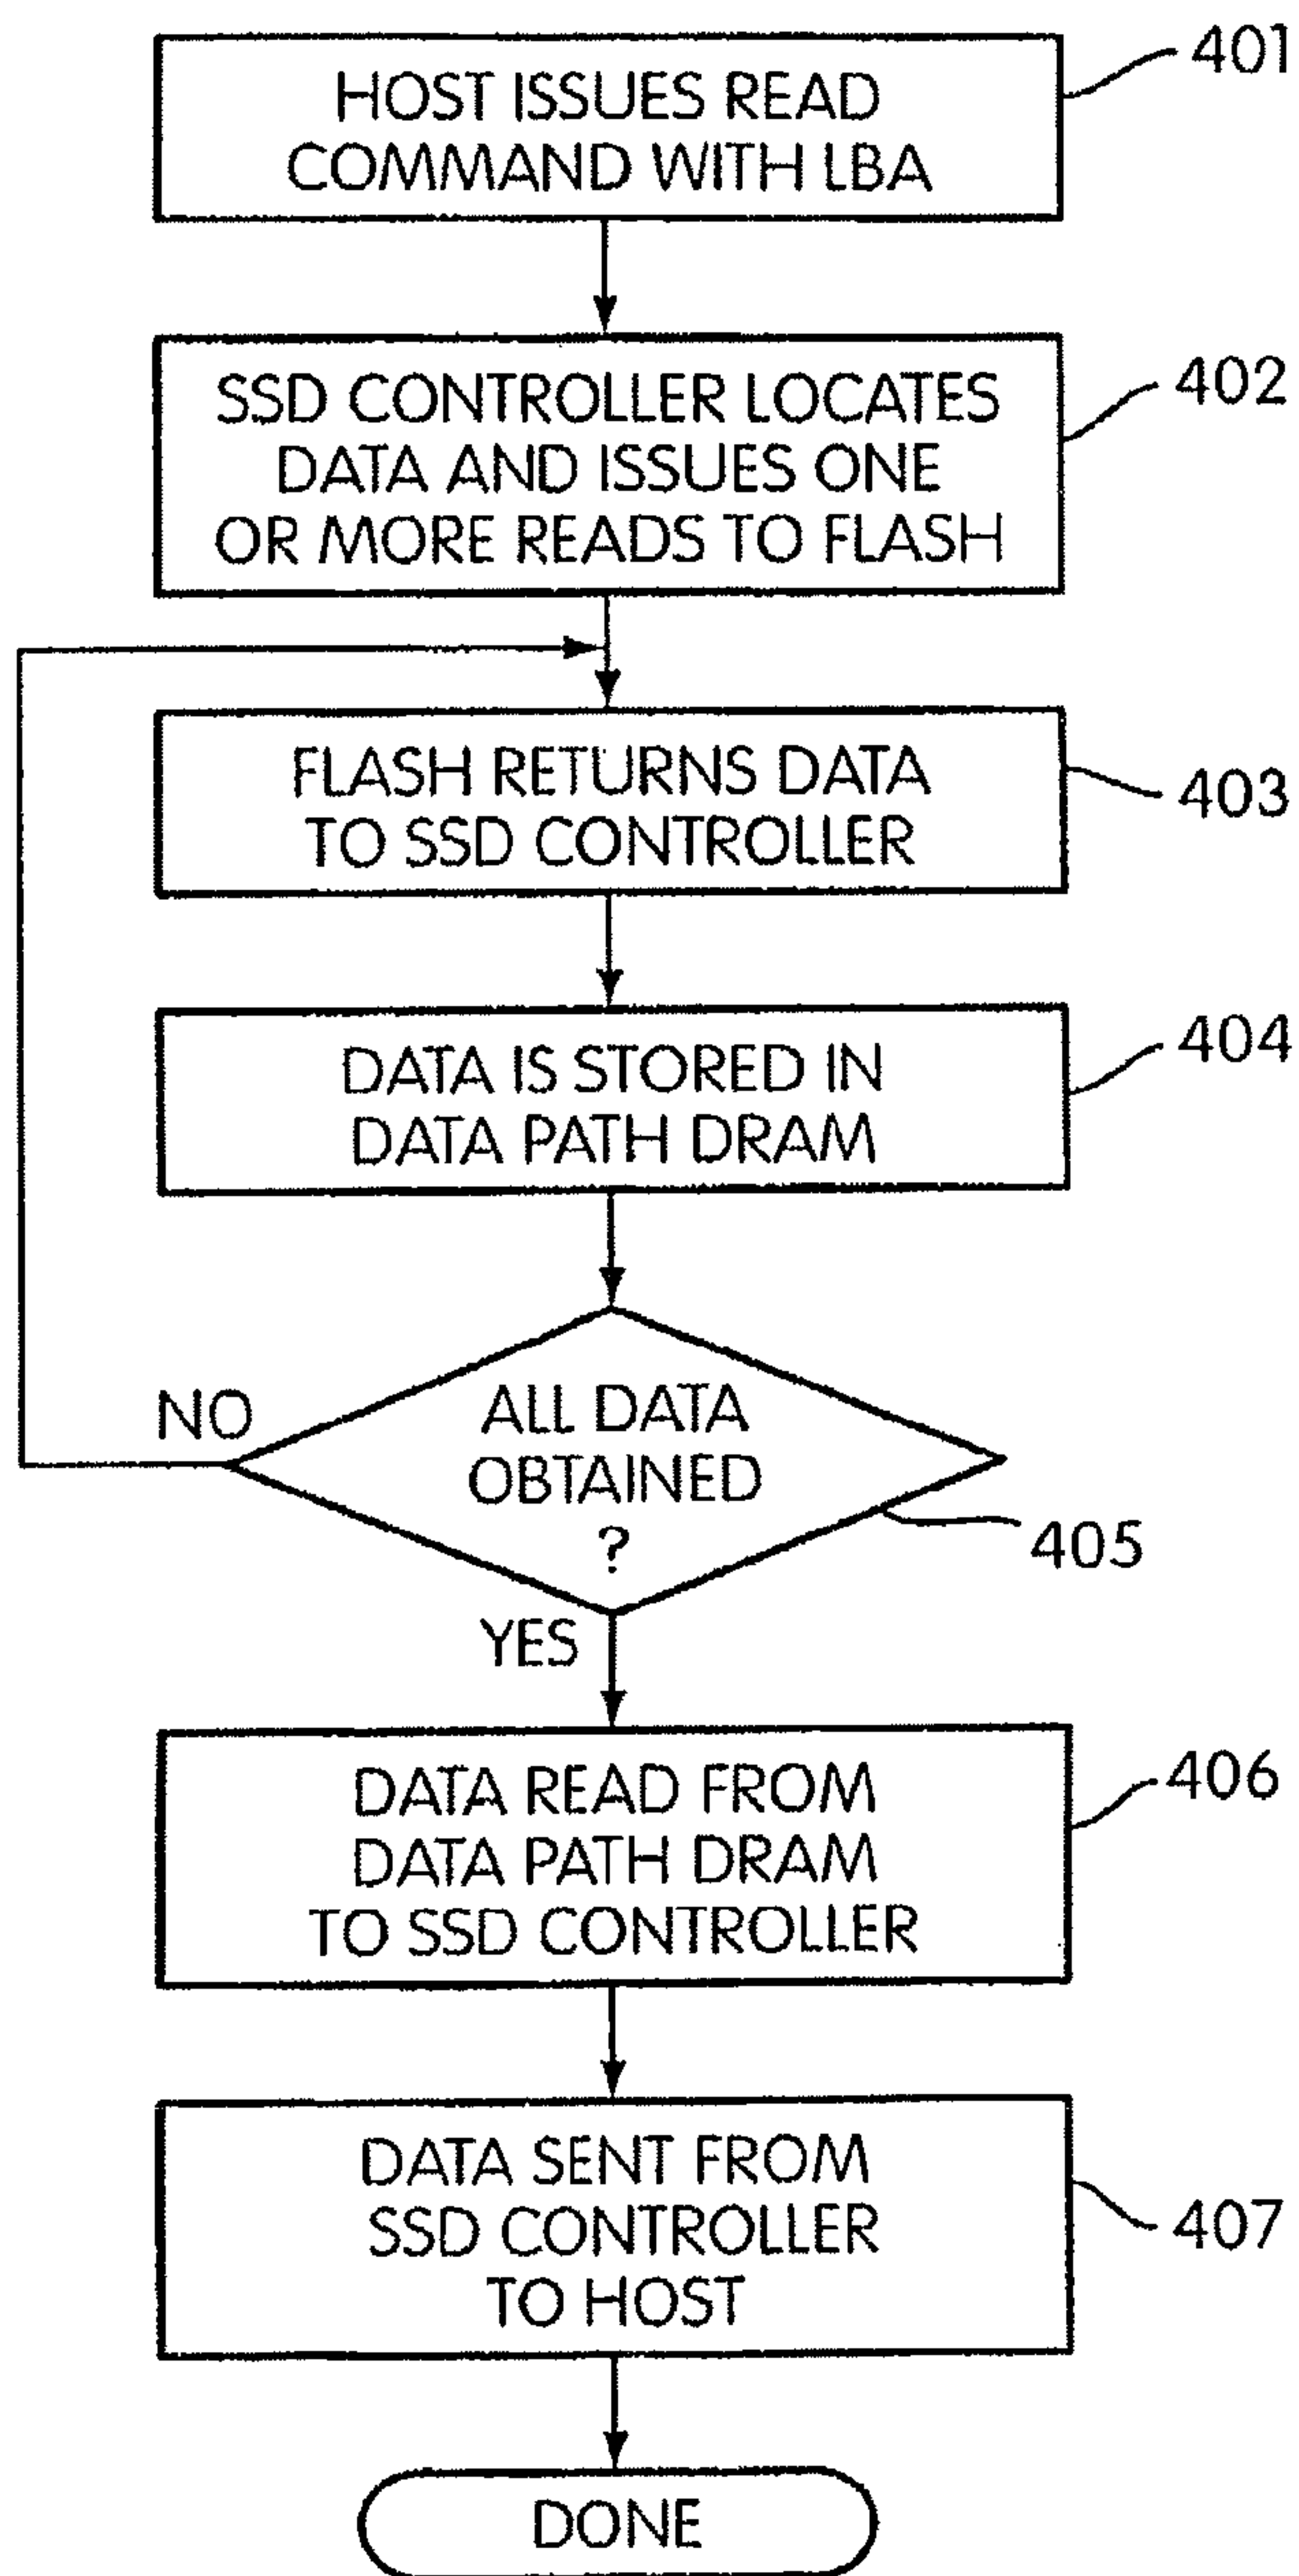 HOST ISSUES READ
COMMAND WITH LBA
401
SSD CONTROLLER LOCATES
DATA AND ISSUES ONE
OR MORE READS TO FLASH
402
FLASH RETURNS DATA
TO SSD CONTROLLER
403
DATA IS STORED IN
DATA PATH DRAM
404
NO
ALL DATA
OBTAINED
?
405
YES
DATA READ FROM
DATA PATH DRAM
TO SSD CONTROLLER
406
DATA SENT FROM
SSD CONTROLLER
TO HOST
407
DONE